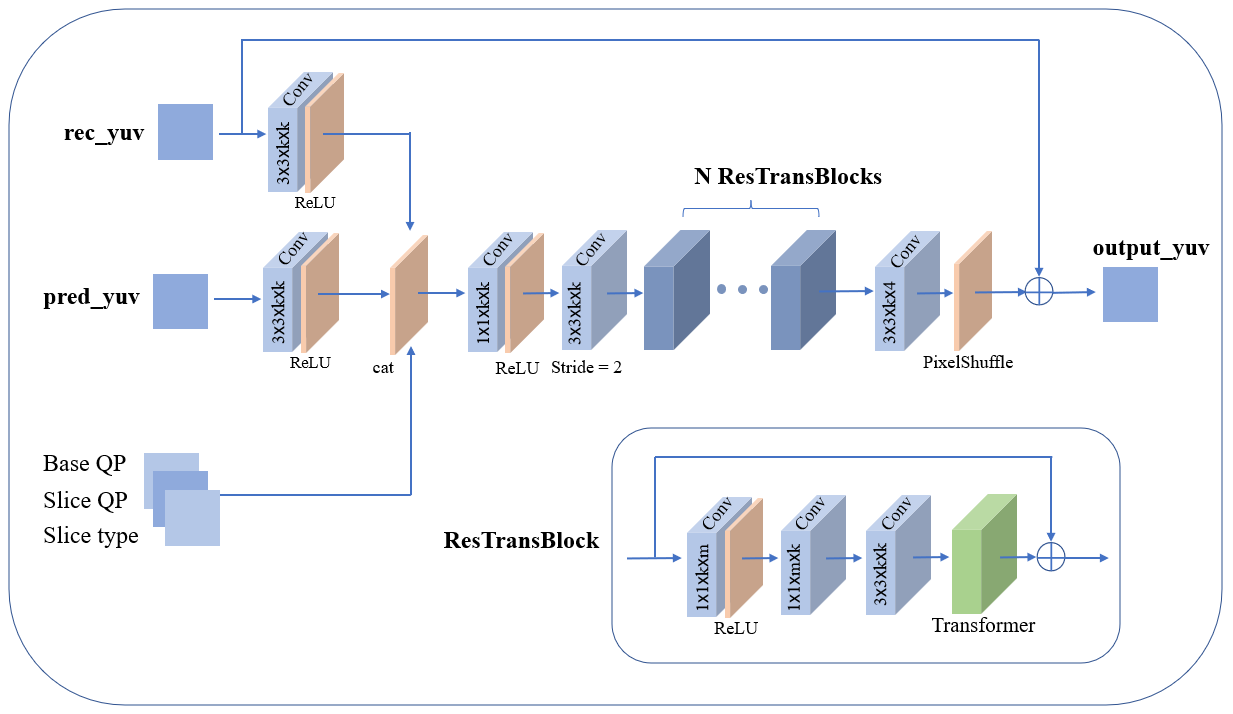 rec_yuv
Conv
3x3xkxk
ReLU
N ResTransBlocks
pred_yuv
Conv
3x3xkxk
ReLU
cat
Conv
1x1xkxk
ReLU
Conv
3x3xkxk
Stride = 2
Conv
3x3xkx4
PixelShuffle
output_yuv
Base QP
Slice QP
Slice type
ResTransBlock
Conv
1x1xkxm
ReLU
Conv
1x1xmxk
Conv
3x3xkxk
Transformer